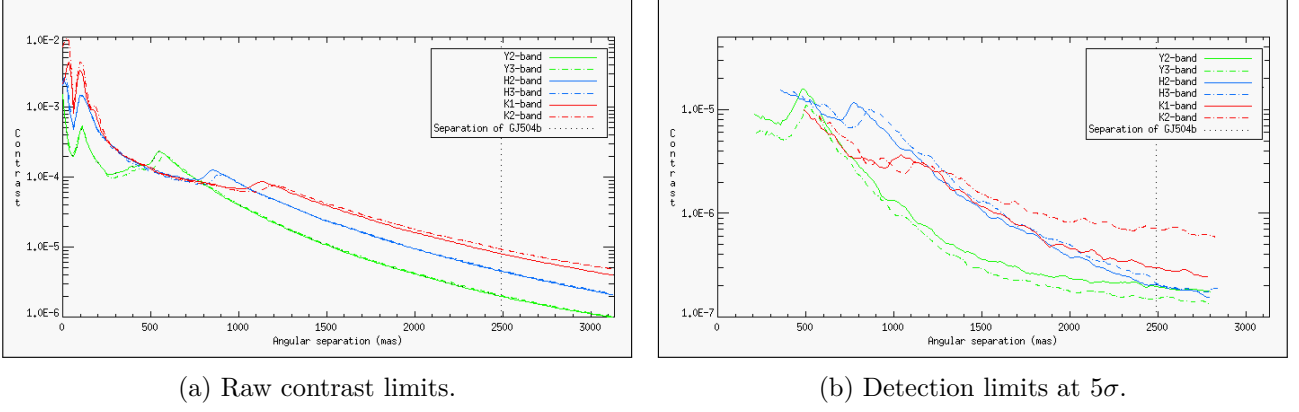 1.0E-2
1.0E-3
1.0E-4
1.0E-5
1.0E-6
Contrast
0 500 1000 1500 2000 2500 3000
Angular separation (mas)
Y2-band
Y3-band
H2-band
H3-band
K1-band
K2-band
Separation of GJ504b
(a) Raw contrast limits.
1.0E-5
1.0E-6
1.0E-7
Contrast
0 500 1000 1500 2000 2500 3000
Angular separation (mas)
Y2-band
Y3-band
H2-band
H3-band
K1-band
K2-band
Separation of GJ504b
(b) Detection limits at 5σ.